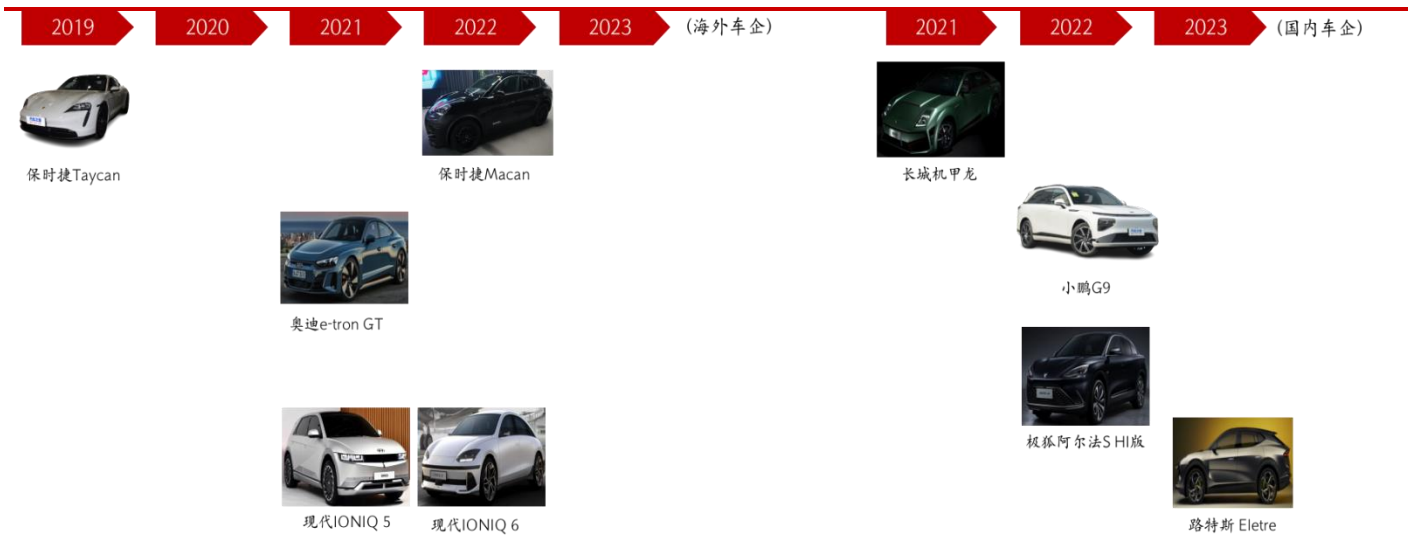 2019
2020
2021
2022
2023
(海外车企)
2021
2022
2023
(国内车企)
保时捷Taycan
保时捷Macan
长城机甲龙
小鹏G9
奥迪e-tron GT
极狐阿尔法S HI版
现代IONIQ 5
现代IONIQ 6
路特斯 Eletre